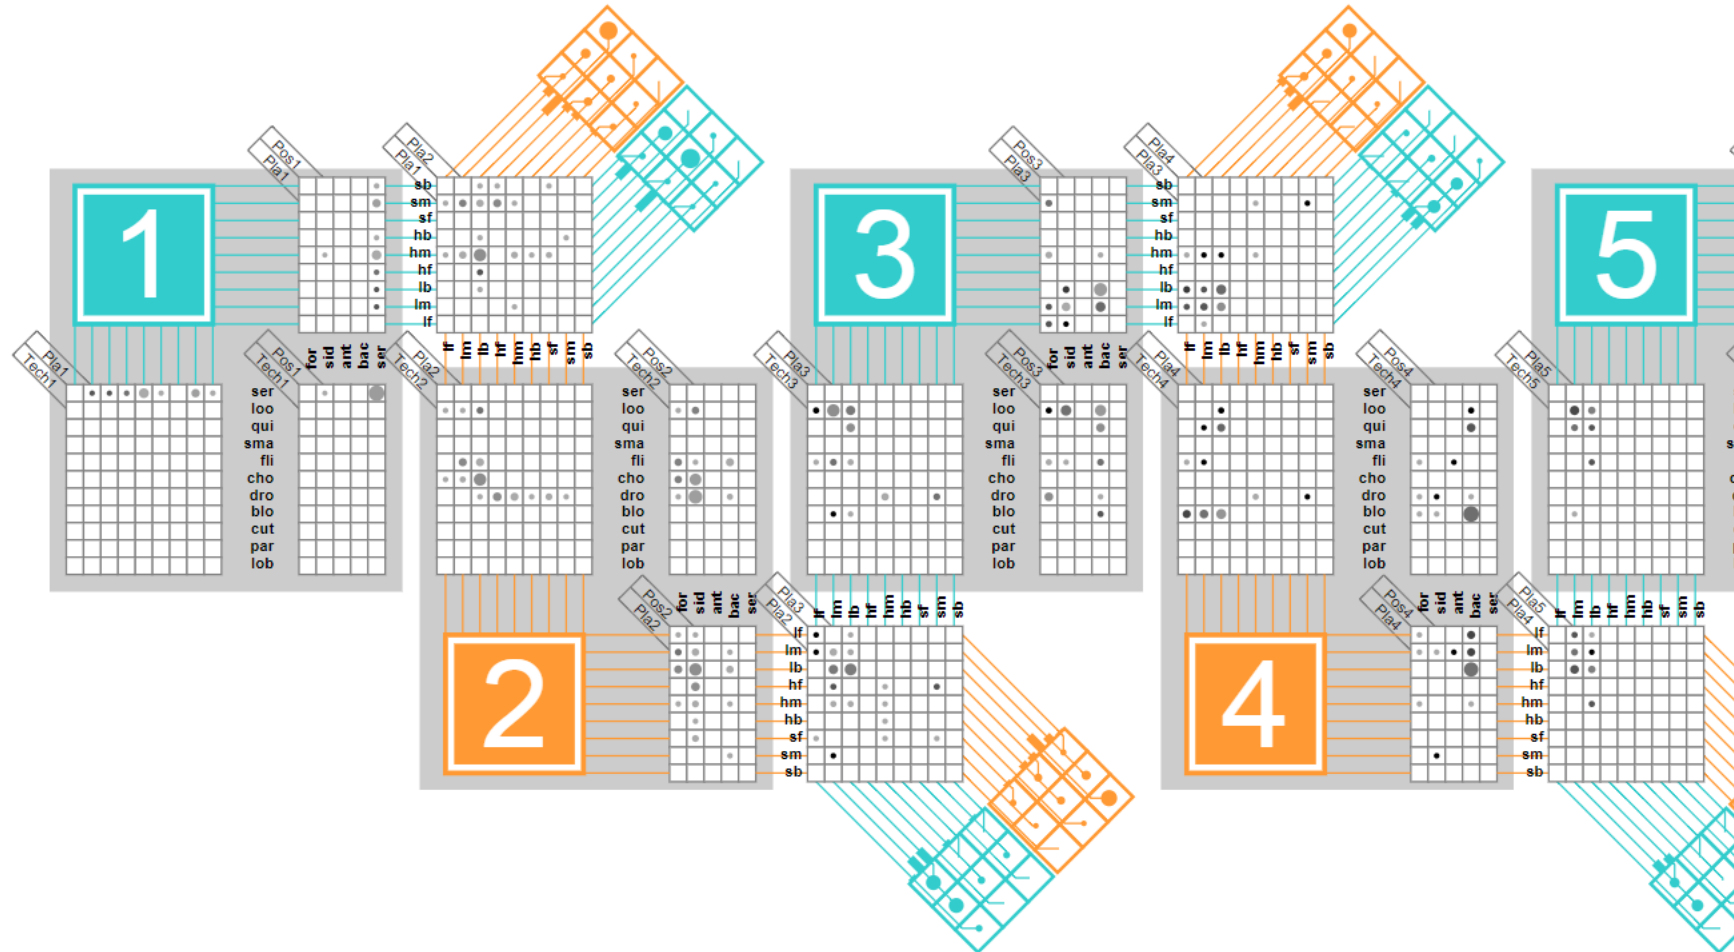 1
Pos1
Pla1
Pla2
Pla1
sb
sm
sf
hb
hm
hf
lb
lm
lf
3
Pos3
Pla3
Pla4
Pla3
sb
sm
sf
hb
hm
hf
lb
lm
lf
5
Pla1
Tech1
Pos1
Tech1
for
sid
ant
bac
ser
Pla2
Tech2
lf
lm
lb
hf
hm
hb
sf
sm
sb
Pos2
Tech2
Pla3
Tech3
Pos3
Tech3
for
sid
ant
bac
ser
Pla4
Tech4
lf
lm
lb
hf
hm
hb
sf
sm
sb
Pos4
Tech4
Pla5
Tech5
ser
loo
qui
sma
fli
cho
dro
blo
cut
par
lob
ser
loo
qui
sma
fli
cho
dro
blo
cut
par
lob
ser
loo
qui
sma
fli
cho
dro
blo
cut
par
lob
ser
loo
qui
sma
fli
cho
dro
blo
cut
par
lob
2
Pos2
Pla2
for
sid
ant
bac
ser
Pla3
Pla2
lf
lm
lb
hf
hm
hb
sf
sm
sb
lf
lm
lb
hf
hm
hb
sf
sm
sb
4
Pos4
Pla4
for
sid
ant
bac
ser
Pla5
Pla4
lf
lm
lb
hf
hm
hb
sf
sm
sb
lf
lm
lb
hf
hm
hb
sf
sm
sb